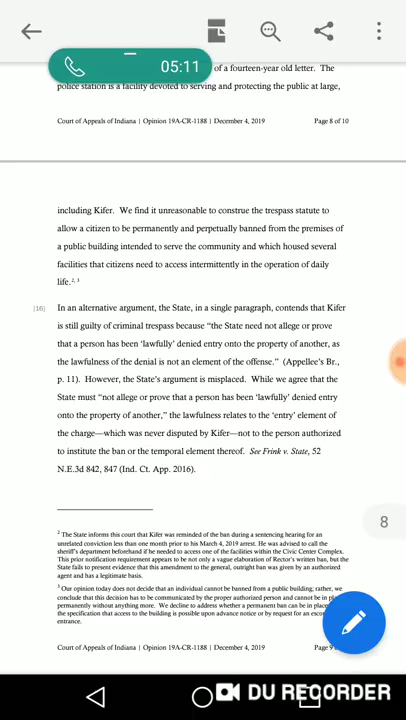 05:11
of a fourteen-year old letter. The
police station is a facility devoted to serving and protecting the public at large,
Court of Appeals of Indiana | Opinion 19A-CR-1188 | December 4, 2019 Page 8 of 10
including Kifer. We find it unreasonable to construe the trespass statute to
allow a citizen to be permanently and perpetually banned from the premises of
a public building intended to serve the community and which housed several
facilities that citizens need to access intermittently in the operation of daily
life.2, 3
[16] In an alternative argument, the State, in a single paragraph, contends that Kifer
is still guilty of criminal trespass because “the State need not allege or prove
that a person has been ‘lawfully’ denied entry onto the property of another, as
the lawfulness of the denial is not an element of the offense.” (Appellee’s Br.,
p. 11). However, the State’s argument is misplaced. While we agree that the
State must “not allege or prove that a person has been ‘lawfully’ denied entry
onto the property of another,” the lawfulness relates to the ‘entry’ element of
the charge—which was never disputed by Kifer—not to the person authorized
to institute the ban or the temporal element thereof. See Frink v. State, 52
N.E.3d 842, 847 (Ind. Ct. App. 2016).
8
2 The State informs this court that Kifer was reminded of the ban during a sentencing hearing for an
unrelated conviction less than one month prior to his March 4, 2019 arrest. He was advised to call the
sheriff’s department beforehand if he needed to access one of the facilities within the Civic Center Complex.
This prior notification requirement appears to be not only a vague elaboration of Rector’s written ban, but the
State fails to present evidence that this amendment to the general, outright ban was given by an authorized
agent and has a legitimate basis.
3 Our opinion today does not decide that an individual cannot be banned from a public building; rather, we
conclude that this decision has to be communicated by the proper authorized person and cannot be in
permanently without anything more. We decline to address whether a permanent ban can be in
the specification that access to the building is possible upon advance notice or by request for an
entrance.
Court of Appeals of Indiana | Opinion 19A-CR-1188 | December 4, 2019 Page 9
DU RECORDER